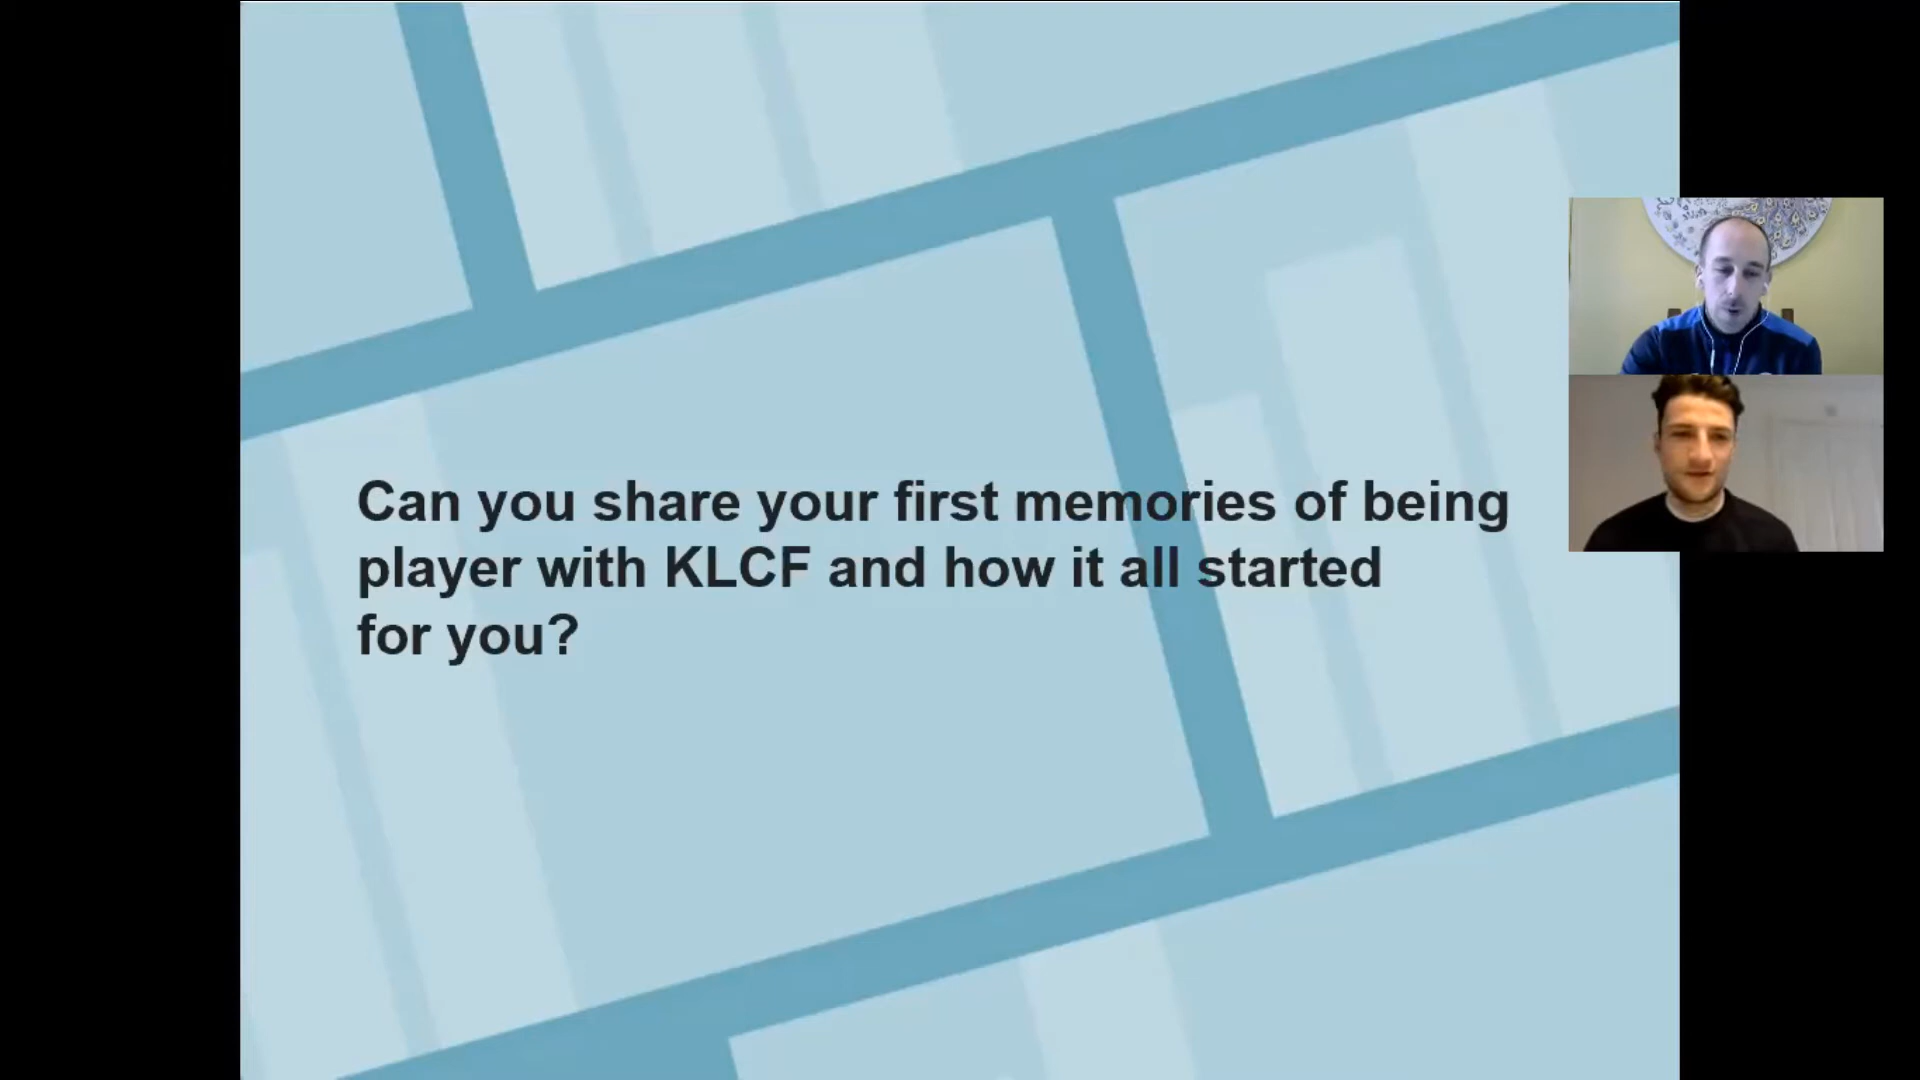 Can you share your first memories of being
player with KLCF and how it all started
for you?